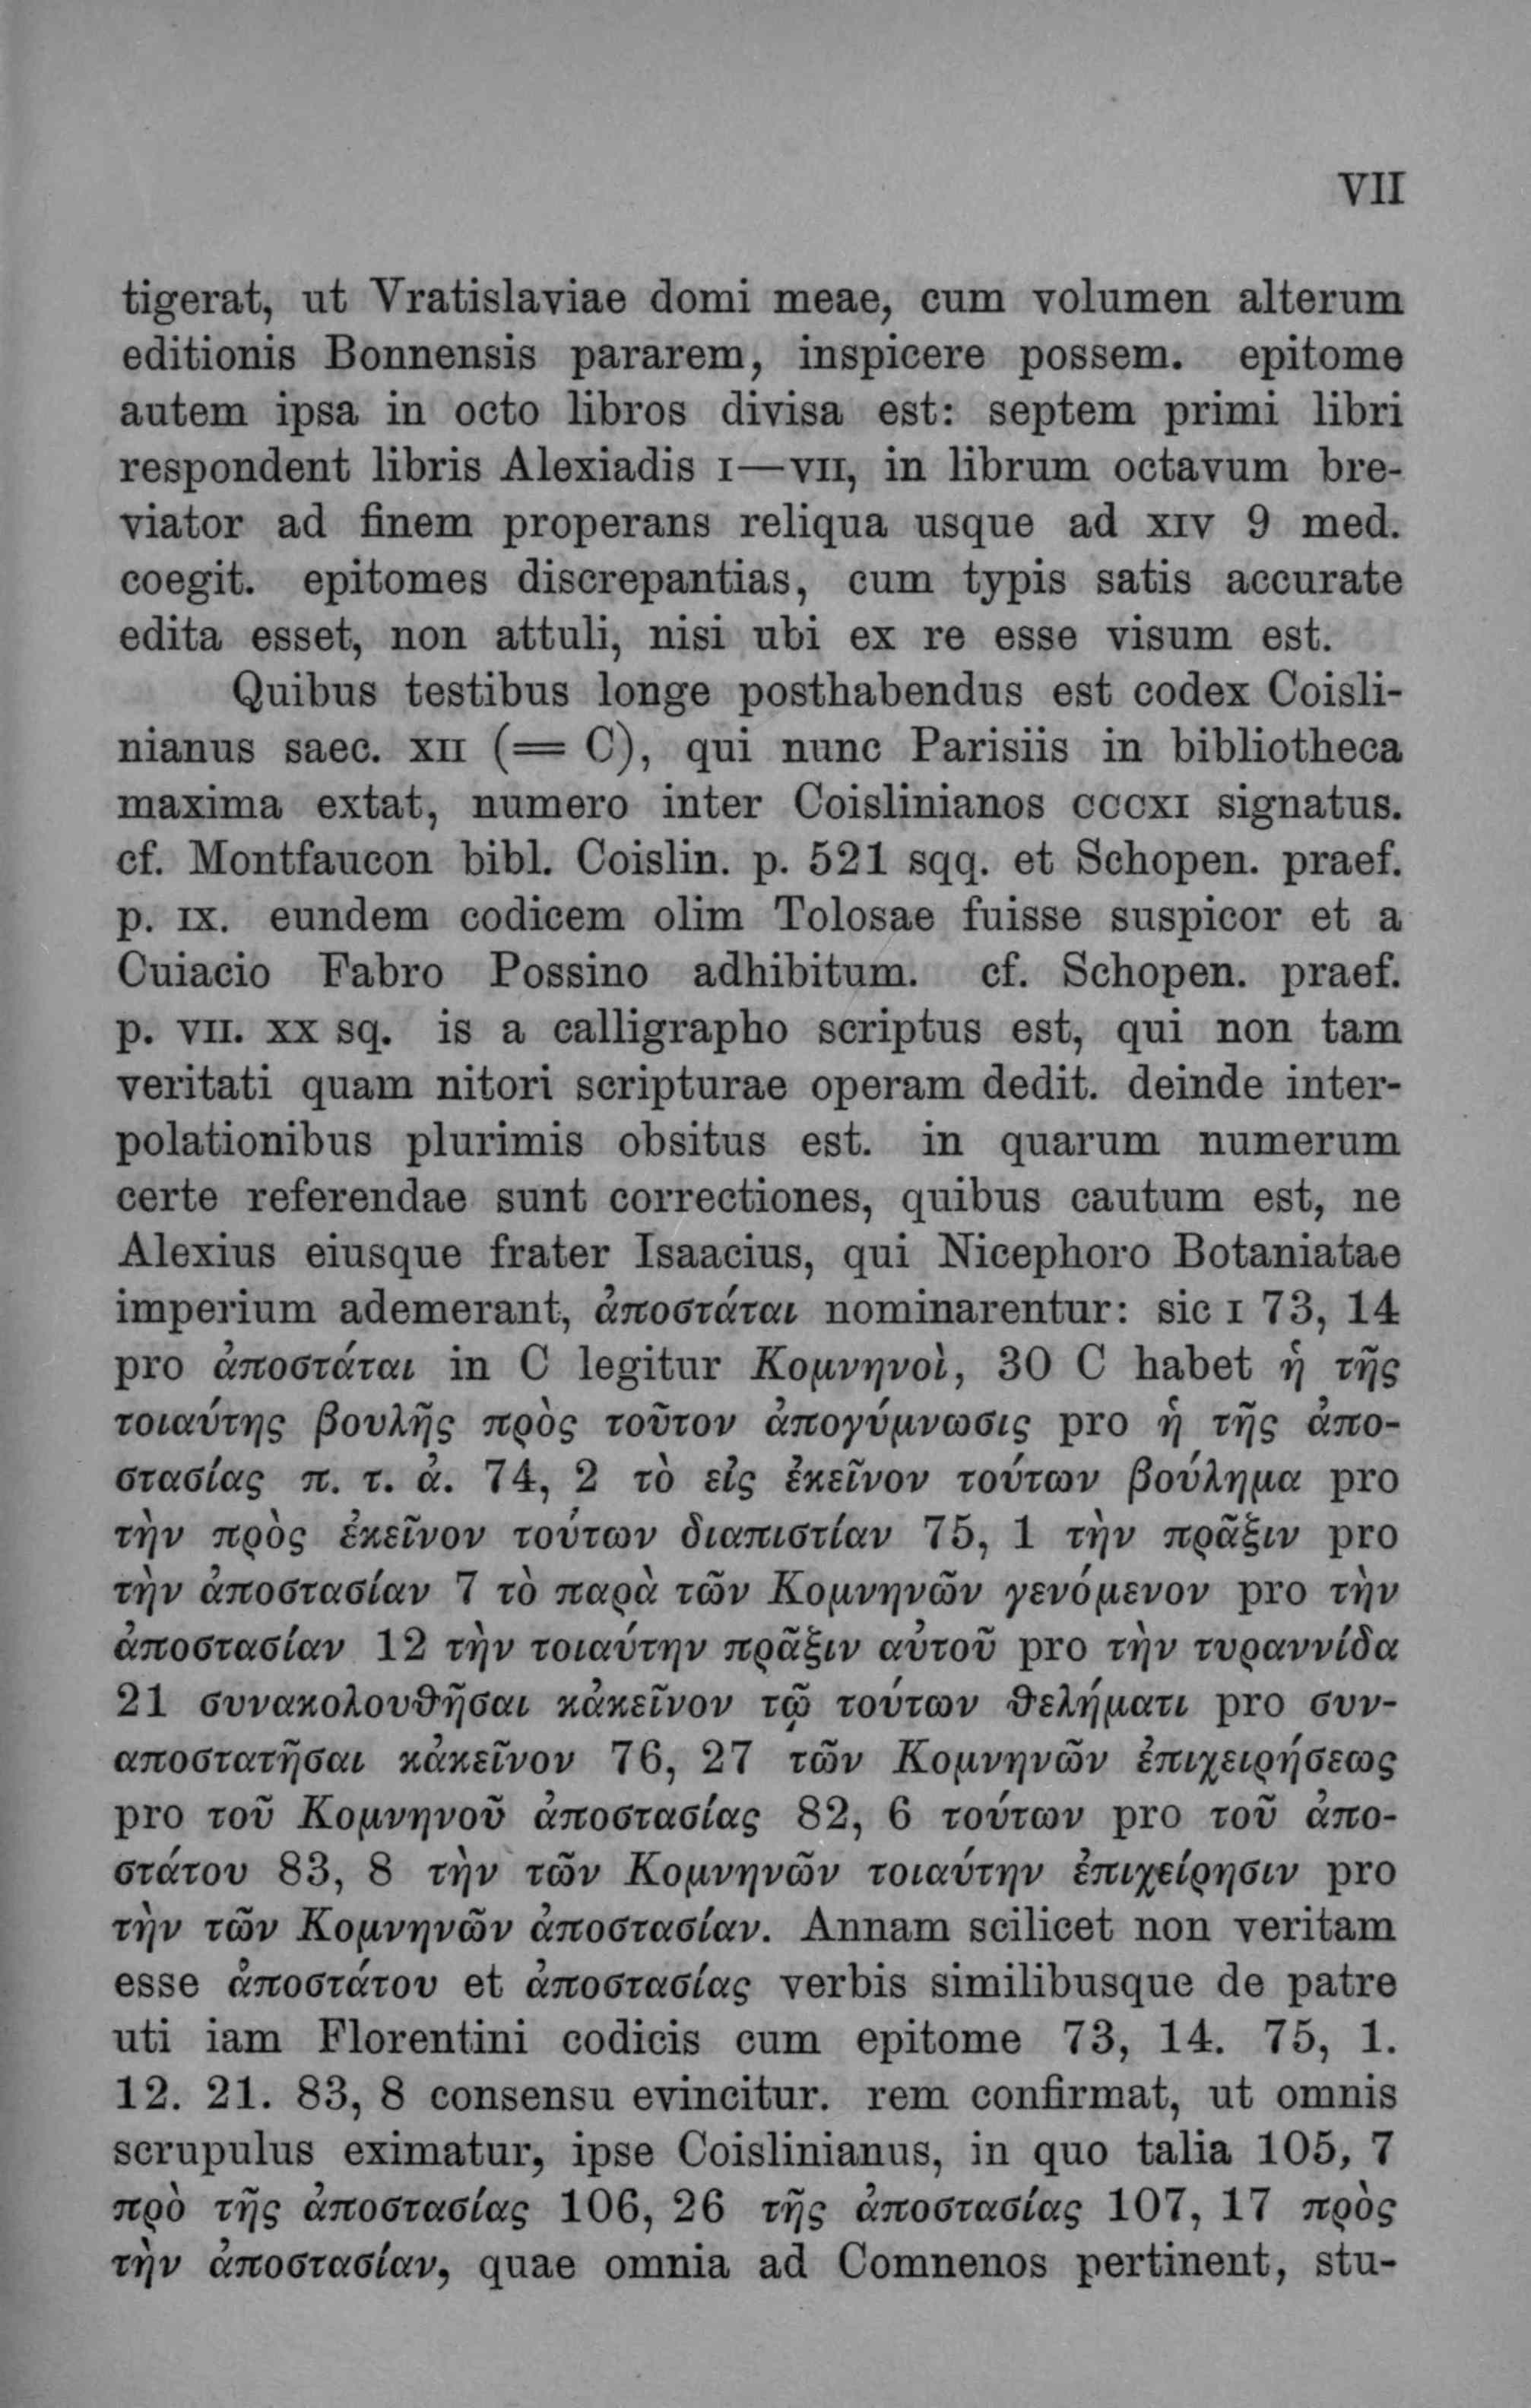 VII
tigerat, ut Vratislaviae domi meae, cum volumen alterum
editionis Bonnensis pararem, inspicere possem. epitome
autem ipsa in octo libros divisa est: septem primi libri
respondent libris Alexiadis I—VII, in librum octavum bre-
viator ad finem properans reliqua usque ad XIV 9 med.
coegit. epitomes discrepantias, cum typis satis accurate
edita esset, non attuli, nisi ubi ex re esse visum est.
Quibus testibus longe posthabendus est codex Coisli-
nianus saec. XII (= C), qui nunc Parisiis in bibliotheca
maxima extat, numero inter Coislinianos CCCXI signatus.
cf. Montfaucon bibl. Coislin. p. 521 sqq. et Schopen. praef.
p. IX. eundem codicem olim Tolosae fuisse suspicor et a
Cuiacio Fabro Possino adhibitum. cf. Schopen. praef.
p. VII. XX sq. is a calligrapho scriptus est, qui non tam
veritati quam nitori scripturae operam dedit. deinde inter-
polationibus plurimis obsitus est. in quarum numerum
certe referendae sunt correctiones, quibus cautum est, ne
Alexius eiusque frater Isaacius, qui Nicephoro Botaniatae
imperium ademerant, ἀποστάται nominarentur: sic I 73, 14
pro ἀποστάται in C legitur Κομνηνοὶ, 30 C habet ἡ τῆς
τοιαύτης βουλῆς πρὸς τοῦτον ἀπογύμνωσις pro ἡ τῆς ἀπο-
στασίας π. τ. ἀ. 74, 2 τὸ εἰς ἐκεῖνον τούτων βούλημα pro
τὴν πρὸς ἐκεῖνον τούτων διαπιστίαν 75, 1 τὴν πρᾶξιν pro
τὴν ἀποστασίαν 7 τὸ παρὰ τῶν Κομνηνῶν γενόμενον pro τὴν
ἀποστασίαν 12 τὴν τοιαύτην πρᾶξιν αὐτοῦ pro τὴν τυραννίδα
21 συνακολουϑῆσαι κἀκεῖνον τῷ τούτων ϑελήματι pro συν-
αποστατῆσαι κἀκεῖνον 76, 27 τῶν Κομνηνῶν ἐπιχειρήσεως
pro τοῦ Κομνηνοῦ ἀποστασίας 82, 6 τούτων pro τοῦ ἀπο-
στάτου 83, 8 τὴν τῶν Κομνηνῶν τοιαύτην ἐπιχείρησιν pro
τὴν τῶν Κομνηνῶν ἀποστασίαν. Annam scilicet non veritam
esse ἀποστάτου et ἀποστασίας verbis similibusque de patre
uti iam Florentini codicis cum epitome 73, 14. 75, 1.
12. 21. 83, 8 consensu evincitur. rem confirmat, ut omnis
scrupulus eximatur, ipse Coislinianus, in quo talia 105, 7
πρὸ τῆς ἀποστασίας 106, 26 τῆς ἀποστασίας 107, 17 πρὸς
τὴν ἀποστασίαν, quae omnia ad Comnenos pertinent, stu-